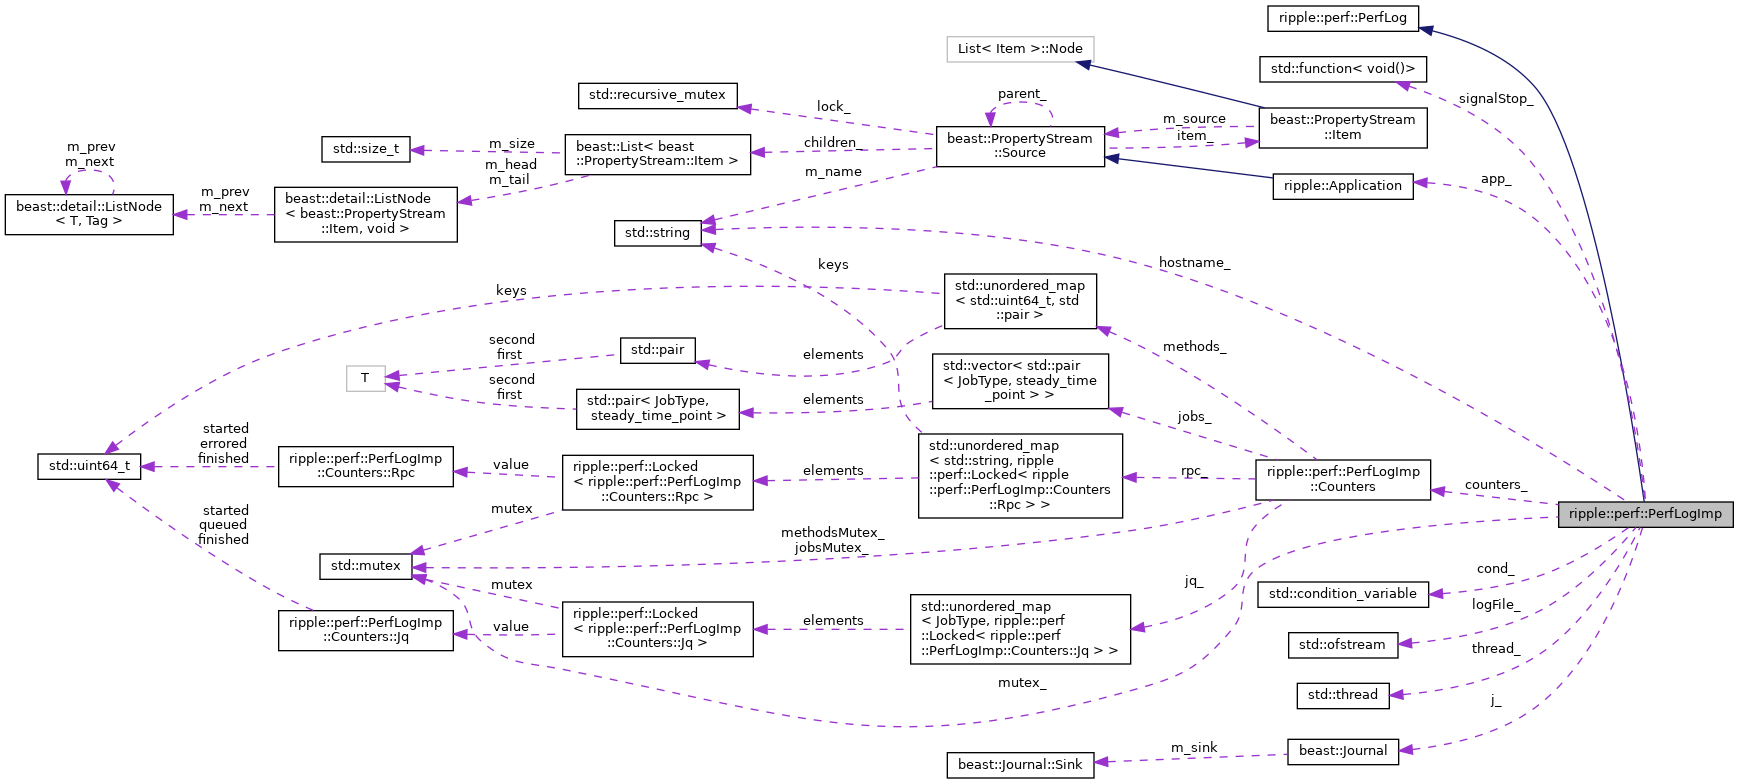 ripple::perf::PerfLog
List< Item >::Node
std::function< void()>
signalStop_
std::recursive_mutex
lock_
parent_
beast::PropertyStream
::Source
m_source
item_
beast::PropertyStream
::Item
std::size_t
m_size
beast::List< beast
::PropertyStream::Item >
children_
m_head
m_tail
m_name
ripple::Application
app_
m_prev
m_next
beast::detail::ListNode
< T, Tag >
m_prev
m_next
beast::detail::ListNode
< beast::PropertyStream
::Item, void >
std::string
hostname_
keys
keys
std::unordered_map
< std::uint64_t, std
::pair >
methods_
second
first
std::pair
elements
T
second
first
std::pair< JobType,
steady_time_point >
elements
std::vector< std::pair
< JobType, steady_time
_point > >
jobs_
std::uint64_t
started
errored
finished
ripple::perf::PerfLogImp
::Counters::Rpc
value
ripple::perf::Locked
< ripple::perf::PerfLogImp
::Counters::Rpc >
elements
std::unordered_map
< std::string, ripple
::perf::Locked< ripple
::perf::PerfLogImp::Counters
::Rpc > >
rpc_
ripple::perf::PerfLogImp
::Counters
counters_
ripple::perf::PerfLogImp
started
queued
finished
mutex
methodsMutex_
jobsMutex_
std::mutex
mutex
jq_
ripple::perf::PerfLogImp
::Counters::Jq
value
ripple::perf::Locked
< ripple::perf::PerfLogImp
::Counters::Jq >
elements
std::unordered_map
< JobType, ripple::perf
::Locked< ripple::perf
::PerfLogImp::Counters::Jq > >
mutex_
std::condition_variable
cond_
std::ofstream
logFile_
std::thread
thread_
beast::Journal
j_
m_sink
beast::Journal::Sink